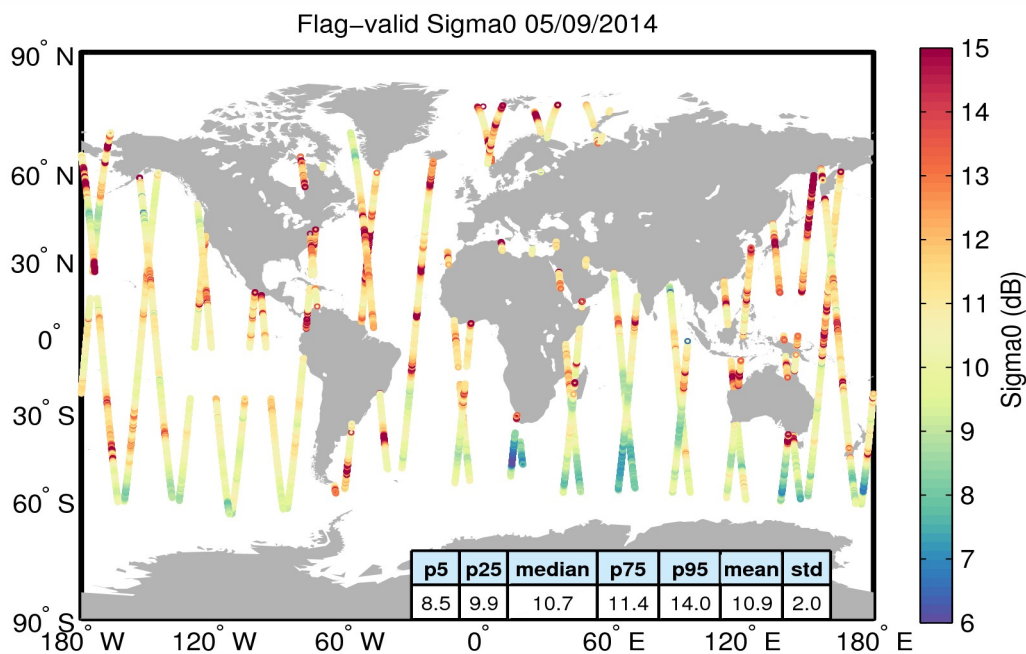 Flag−valid Sigma0 05/09/2014
90° N
60° N
30° N
0°
30° S
60° S
90° S
180° W
120° W
60° W
0°
60° E
120° E
180° E
15
14
13
12
11
10
9
8
7
6
Sigma0 (dB)
p5 p25 median p75 p95 mean std
8.5 9.9 10.7 11.4 14.0 10.9 2.0